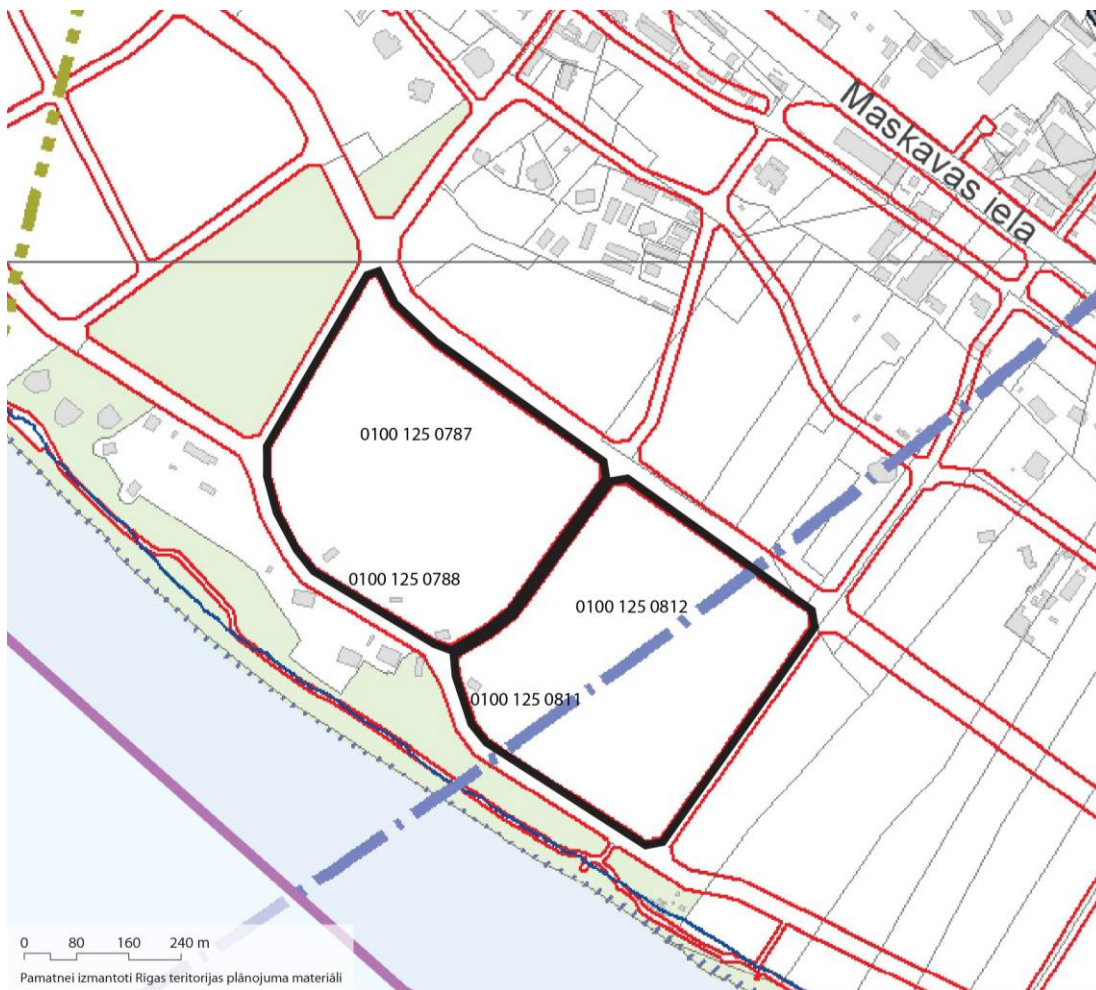 Maskavas iela
0100 125 0787
0100 125 0788
0100 125 0812
0100 125 0811
0 80 160 240 m
Pamatnei izmantoti Rīgas teritorijas plānojuma materiāli